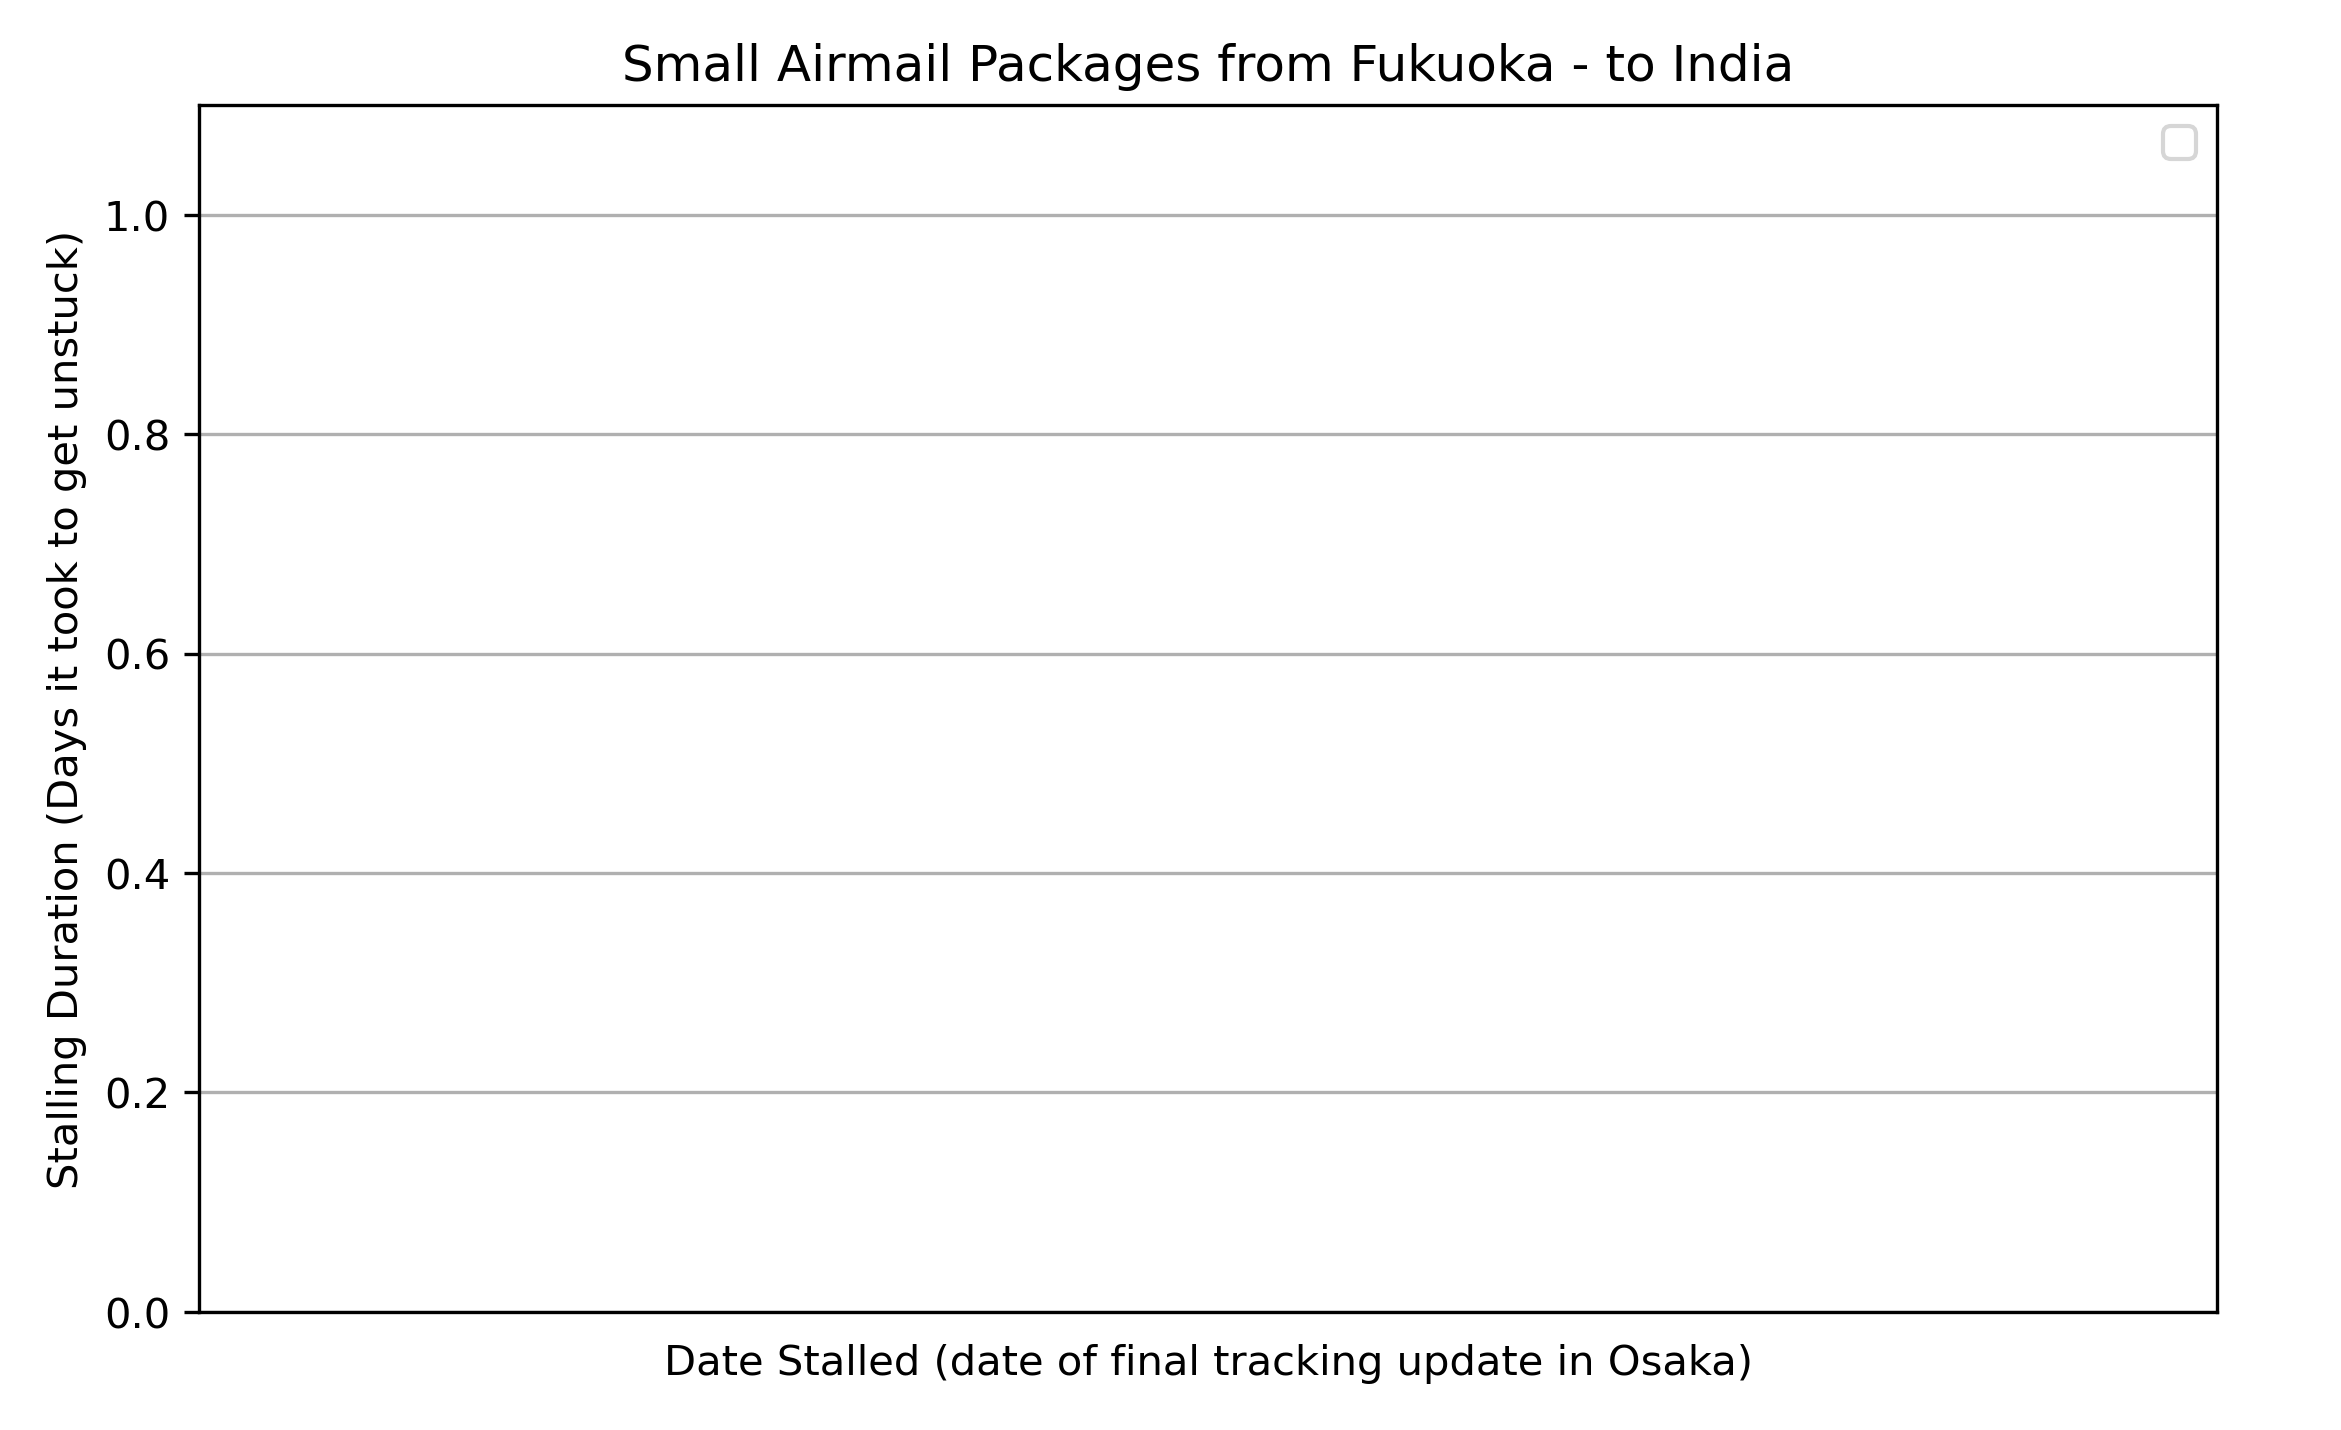 Small Airmail Packages from Fukuoka - to India
Stalling Duration (Days it took to get unstuck)
1.0
0.8
0.6
0.4
0.2
0.0
Date Stalled (date of final tracking update in Osaka)